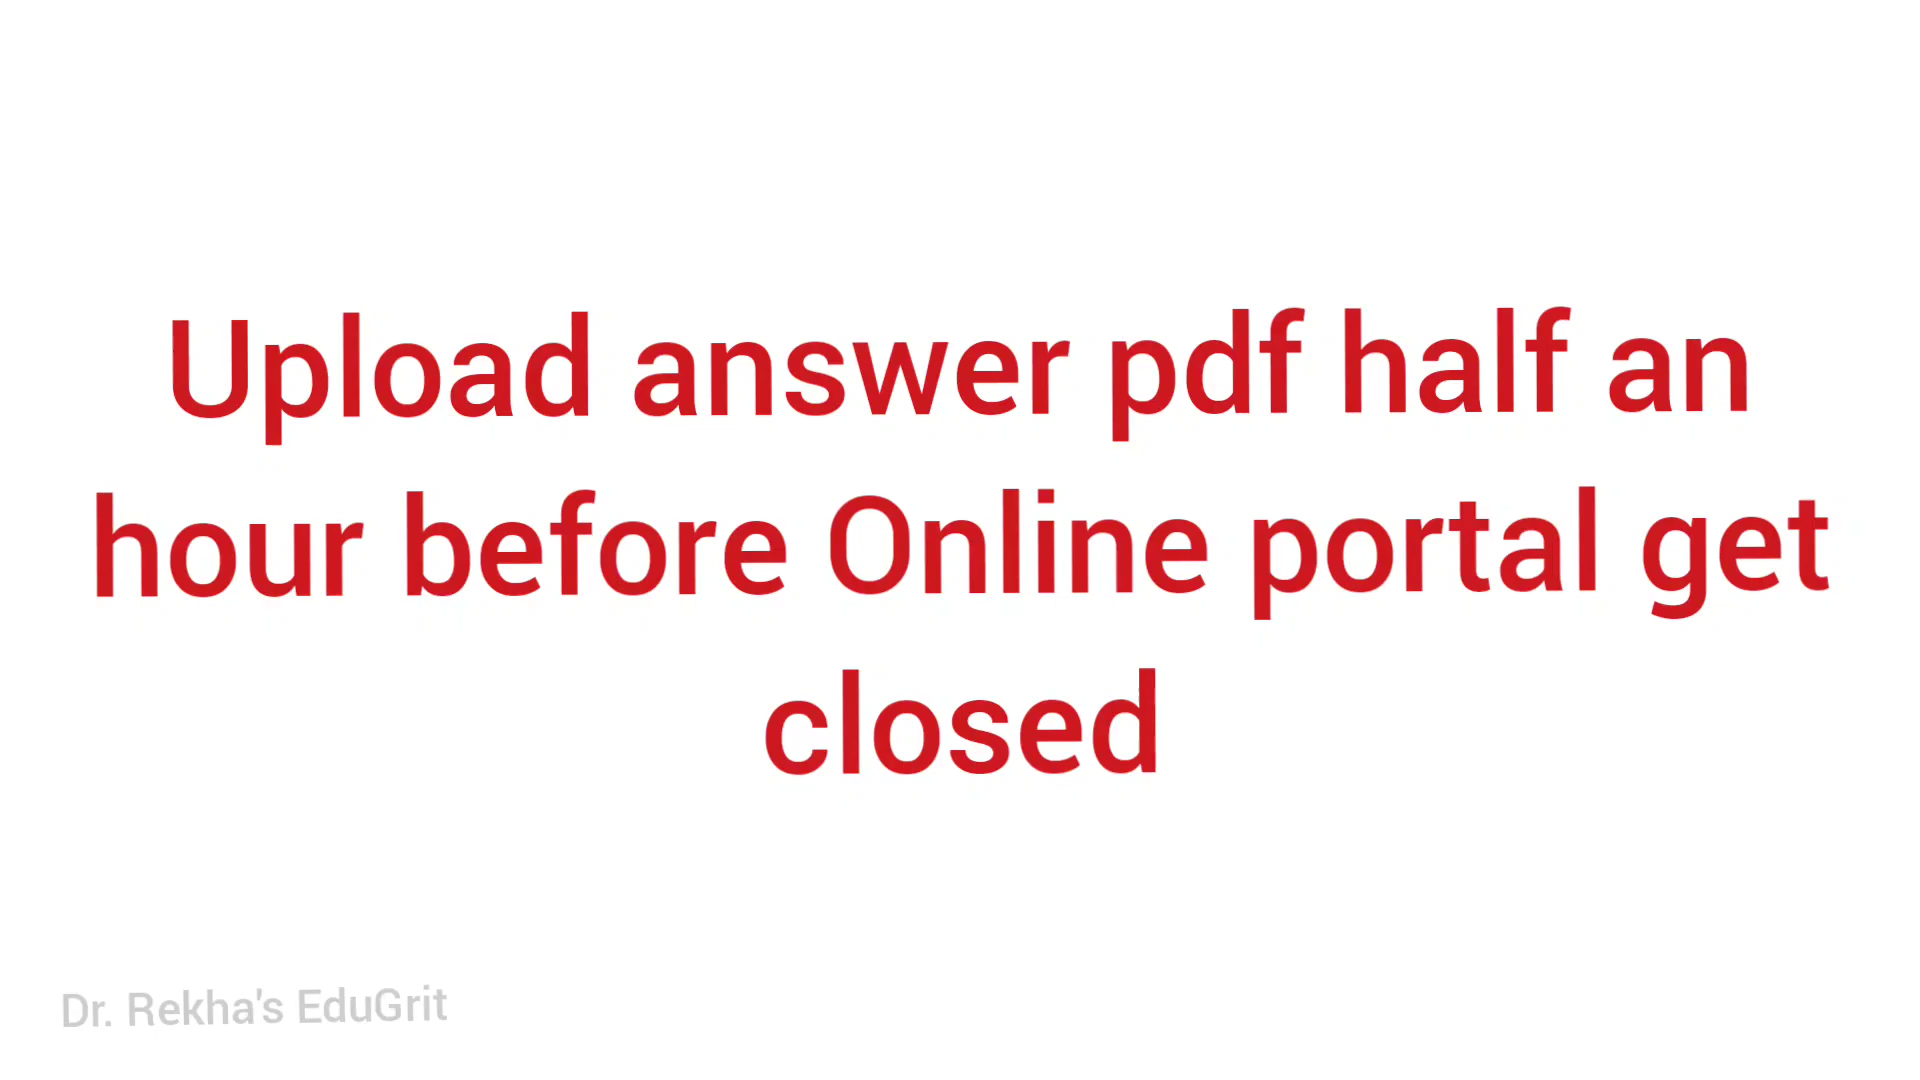 Upload answer pdf half an
hour before Online portal get
closed
Dr. Rekha's EduGrit